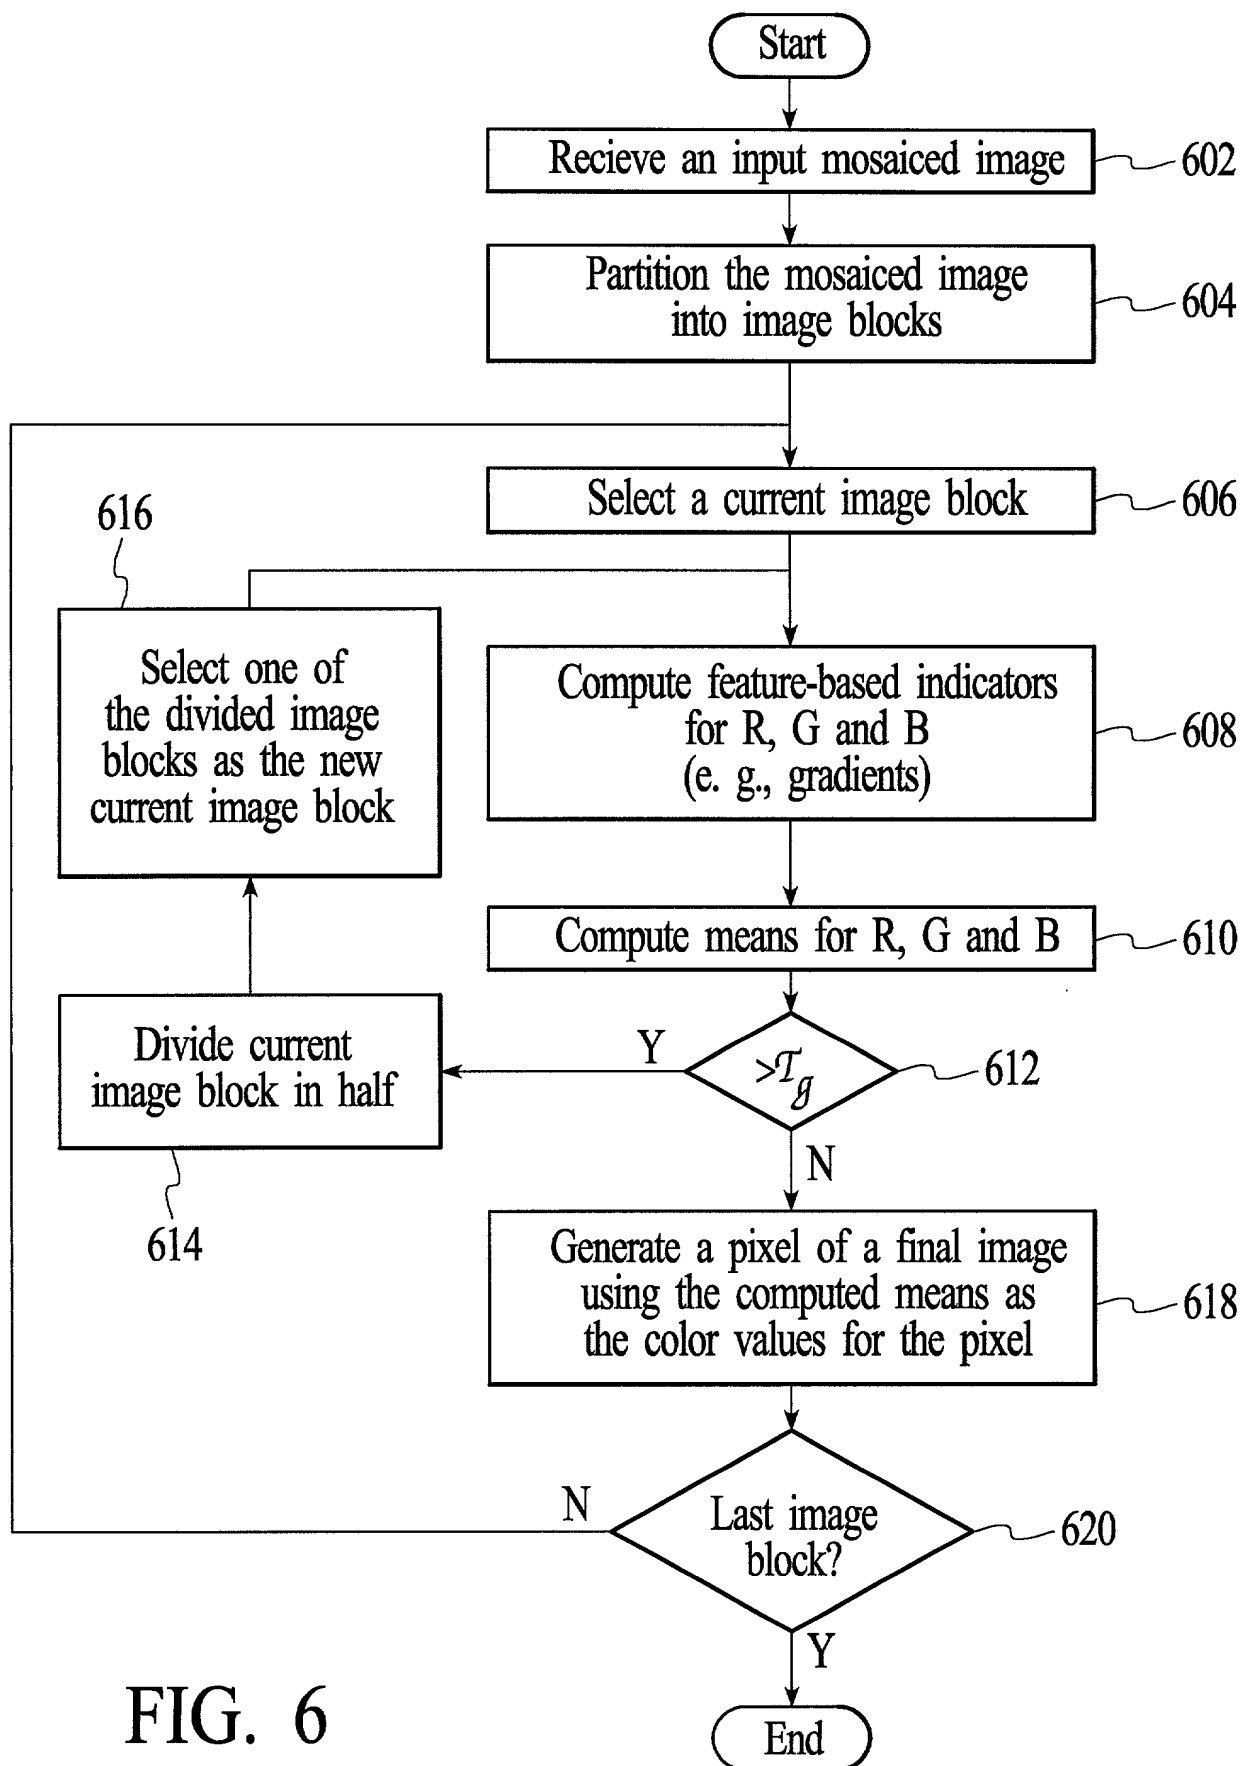 Start
Recieve an input mosaiced image
602
Partition the mosaiced image
into image blocks
604
Select a current image block
606
616
Select one of
the divided image
blocks as the new
current image block
Compute feature-based indicators
for R, G and B
(e. g., gradients)
608
Compute means for R, G and B
610
Divide current
image block in half
614
Y
>Tg
612
N
Generate a pixel of a final image
using the computed means as
the color values for the pixel
618
N
Last image
block?
620
Y
End
FIG. 6